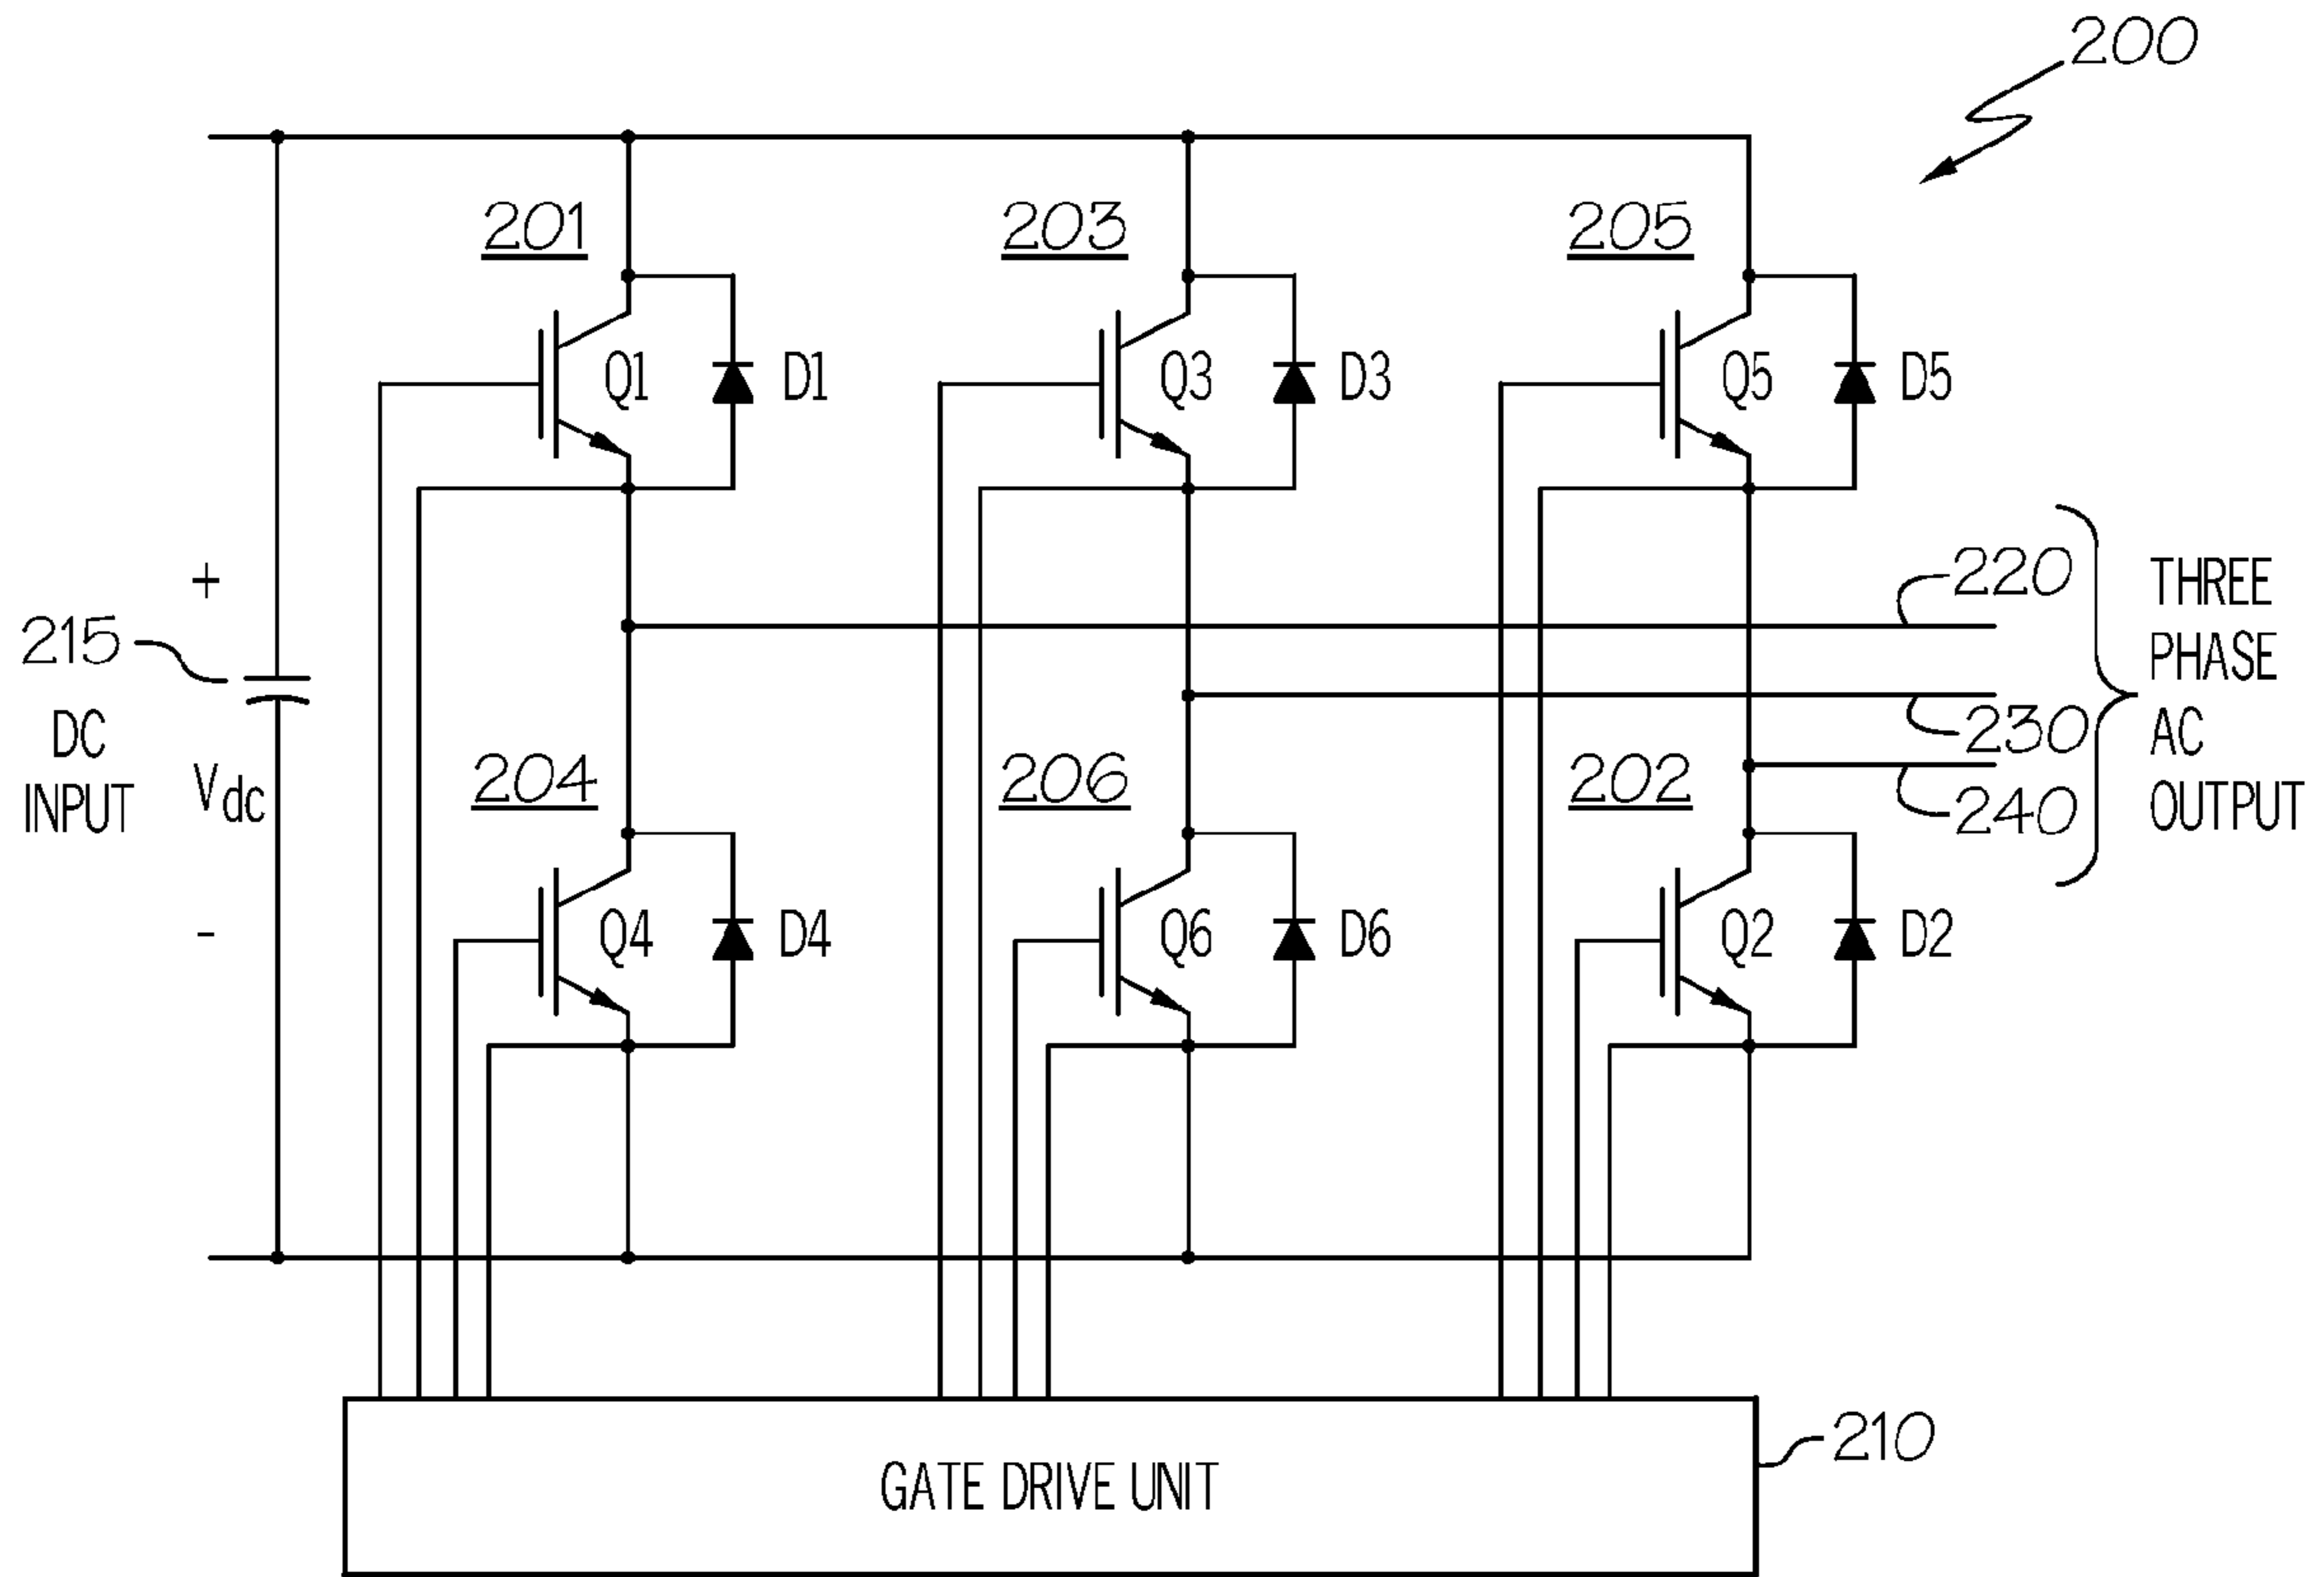 200
201
203
205
Q1
D1
Q3
D3
Q5
D5
+
215
DC
INPUT
Vdc
-
220
230
240
THREE
PHASE
AC
OUTPUT
204
206
202
Q4
D4
Q6
D6
Q2
D2
GATE DRIVE UNIT
210